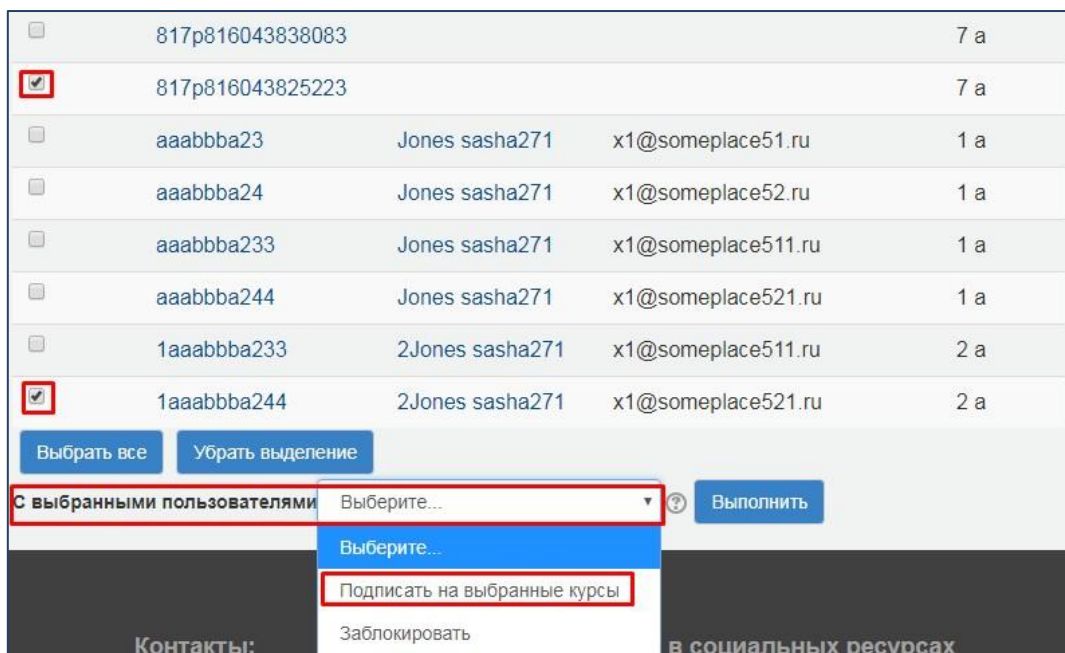 817p816043838083 7 а
817p816043825223 7 а
aaabbba23 Jones sasha271 x1@someplace51.ru 1 а
aaabbba24 Jones sasha271 x1@someplace52.ru 1 а
aaabbba233 Jones sasha271 x1@someplace511.ru 1 а
aaabbba244 Jones sasha271 x1@someplace521.ru 1 а
1aaabbba233 2Jones sasha271 x1@someplace511.ru 2 а
1aaabbba244 2Jones sasha271 x1@someplace521.ru 2 а
Выбрать все Убрать выделение
С выбранными пользователями Выберите... ? Выполнить
Выберите...
Подписать на выбранные курсы
Заблокировать
Контакты: в социальных ресурсах